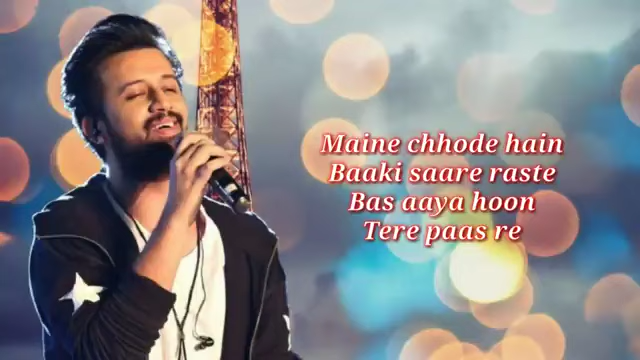 Maine chhode hain
Baaki saare raste
Bas aaya hoon
Tere paas re